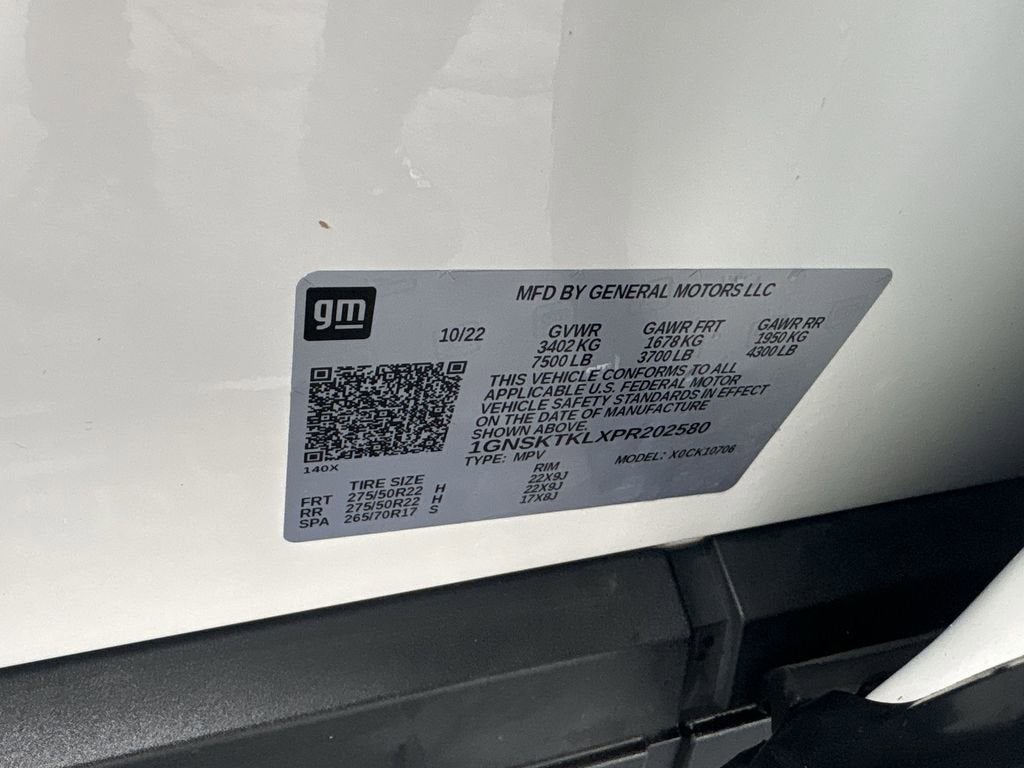 gm
MFD BY GENERAL MOTORS LLC
10/22 GVWR GAWR FRT GAWR RR
3402 KG 1678 KG 1950 KG
7500 LB 3700 LB 4300 LB
THIS VEHICLE CONFORMS TO ALL
APPLICABLE U.S. FEDERAL MOTOR
VEHICLE SAFETY STANDARDS IN EFFECT
ON THE DATE OF MANUFACTURE
SHOWN ABOVE.
1GNSKTKLXPR202580
TYPE: MPV MODEL: X0CK10706
140X
TIRE SIZE RIM
FRT 275/50R22 H 22X9J
RR 275/50R22 H 22X9J
SPA 265/70R17 S 17X8J